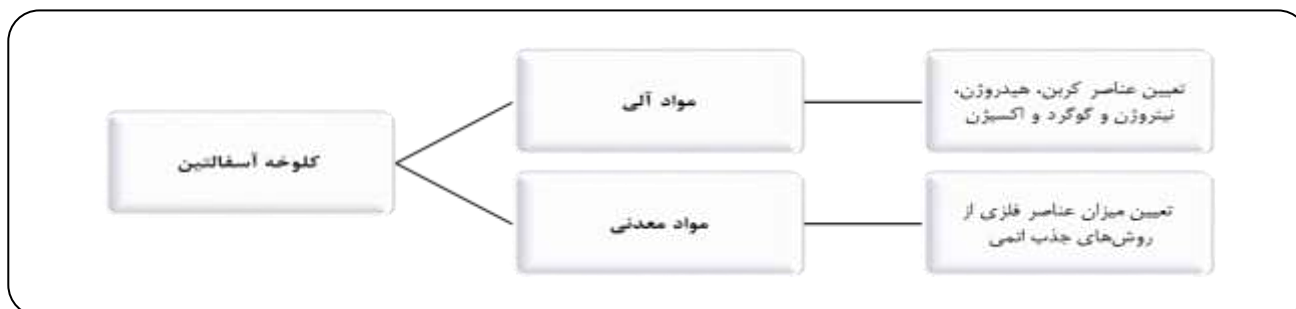 کلوخه آسفالتین
مواد آلی
تعیین عناصر کربن، هیدروژن،
نیتروژن و گوگرد و اکسیژن
مواد معدنی
تعیین میزان عناصر فلزی از
روش‌های جذب اتمی